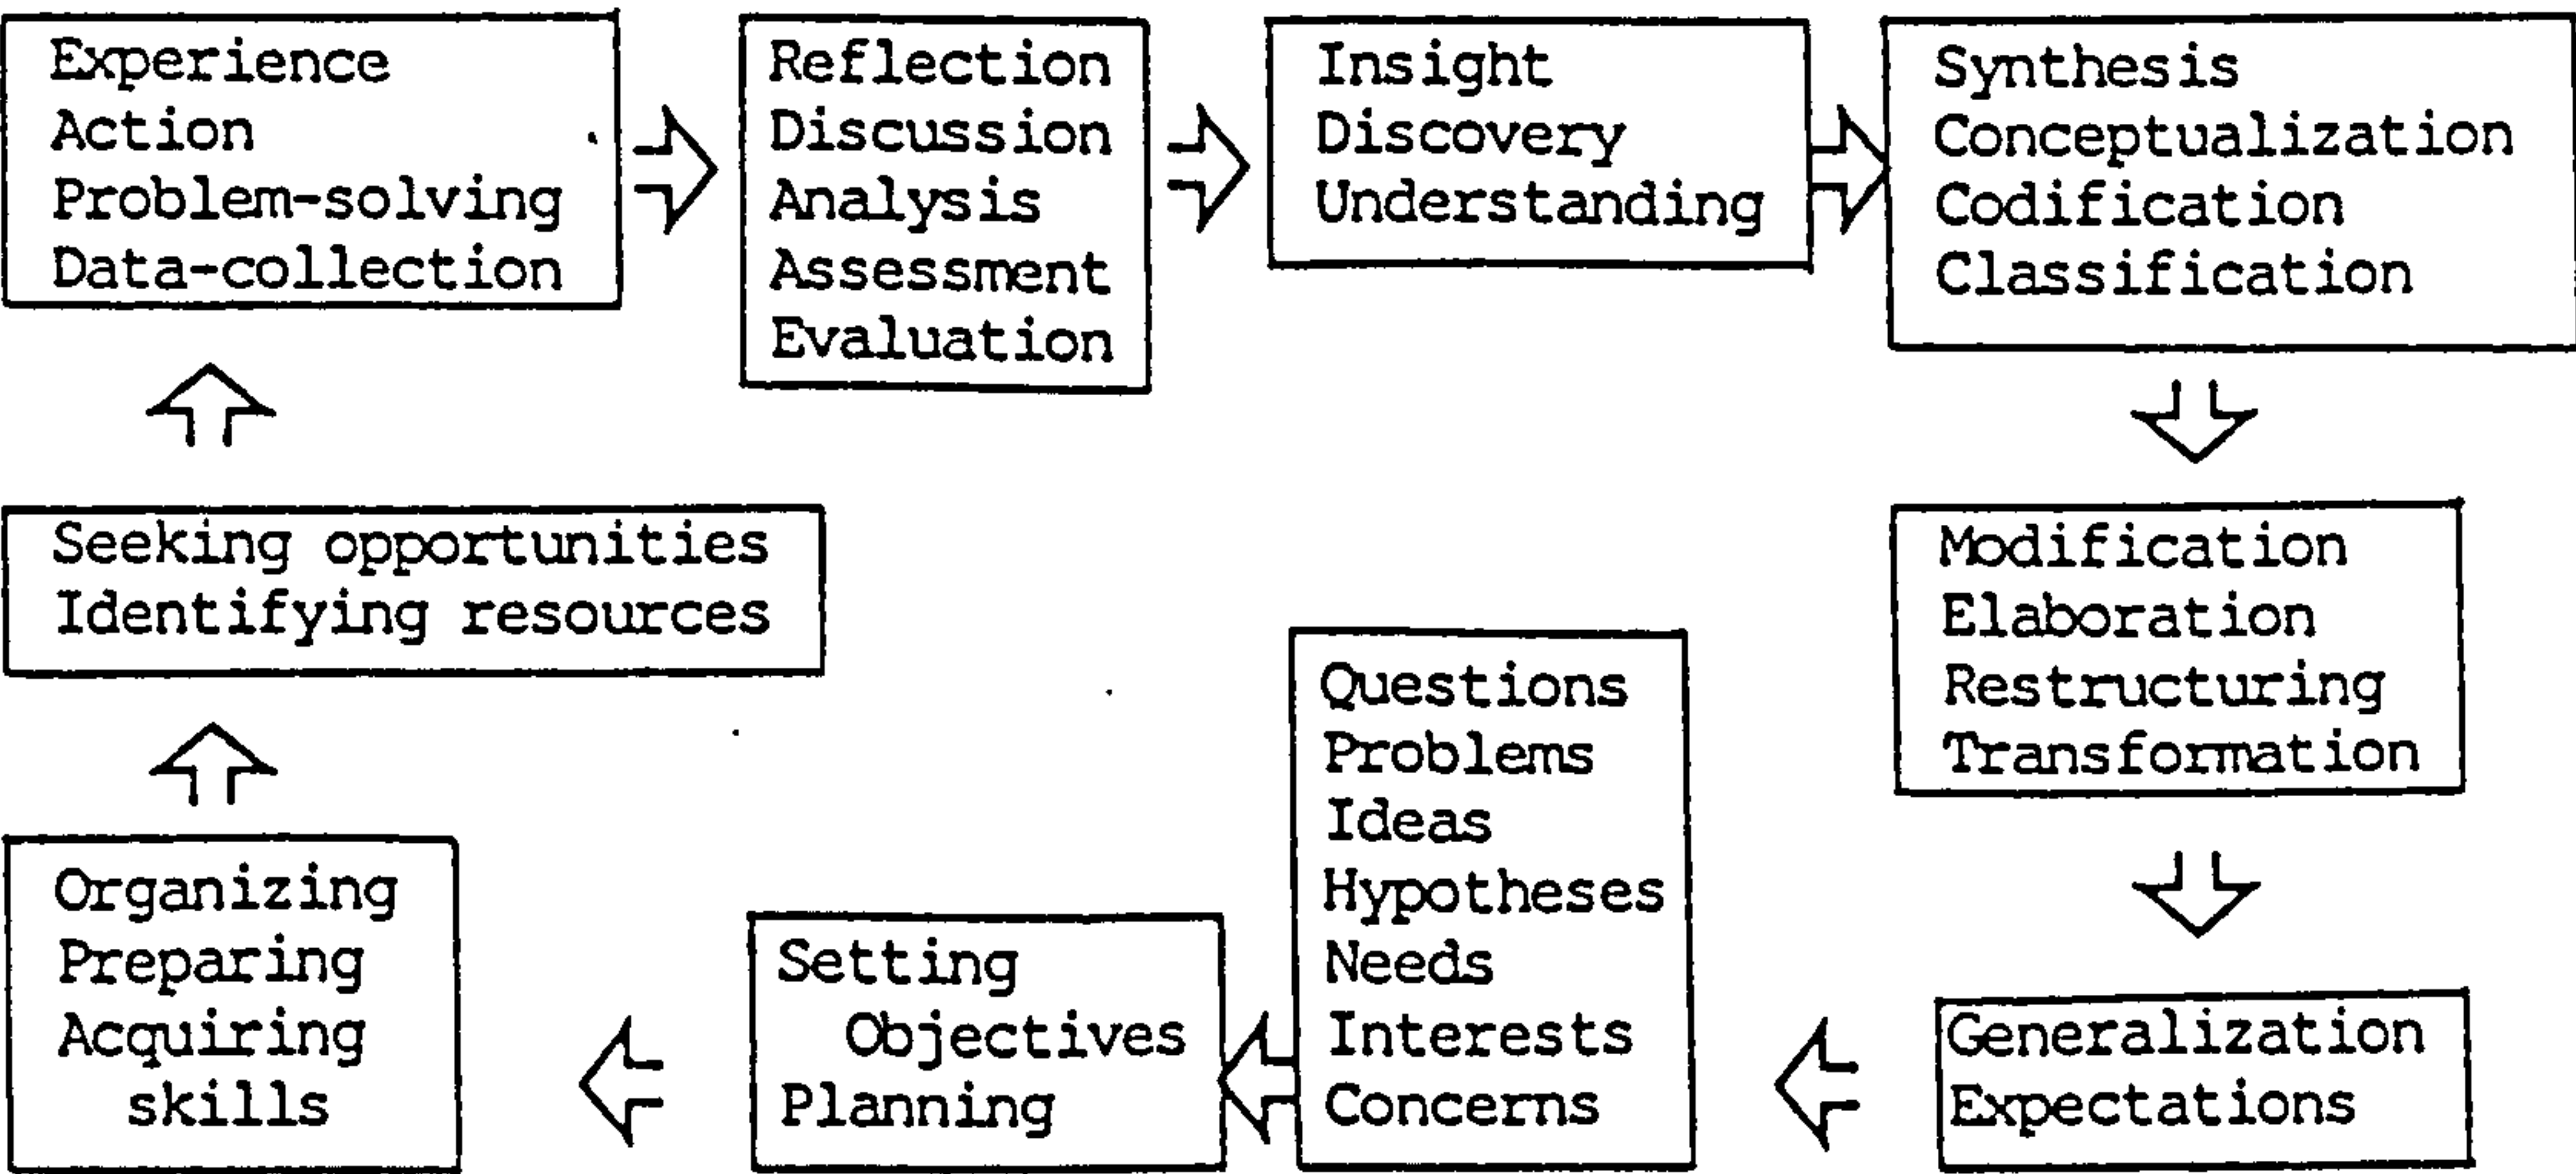 Experience
Action
Problem-solving
Data-collection
Reflection
Discussion
Analysis
Assessment
Evaluation
Insight
Discovery
Understanding
Synthesis
Conceptualization
Codification
Classification
Modification
Elaboration
Restructuring
Transformation
Generalization
Expectations
Questions
Problems
Ideas
Hypotheses
Needs
Interests
Concerns
Setting
Objectives
Planning
Organizing
Preparing
Acquiring
skills
Seeking opportunities
Identifying resources